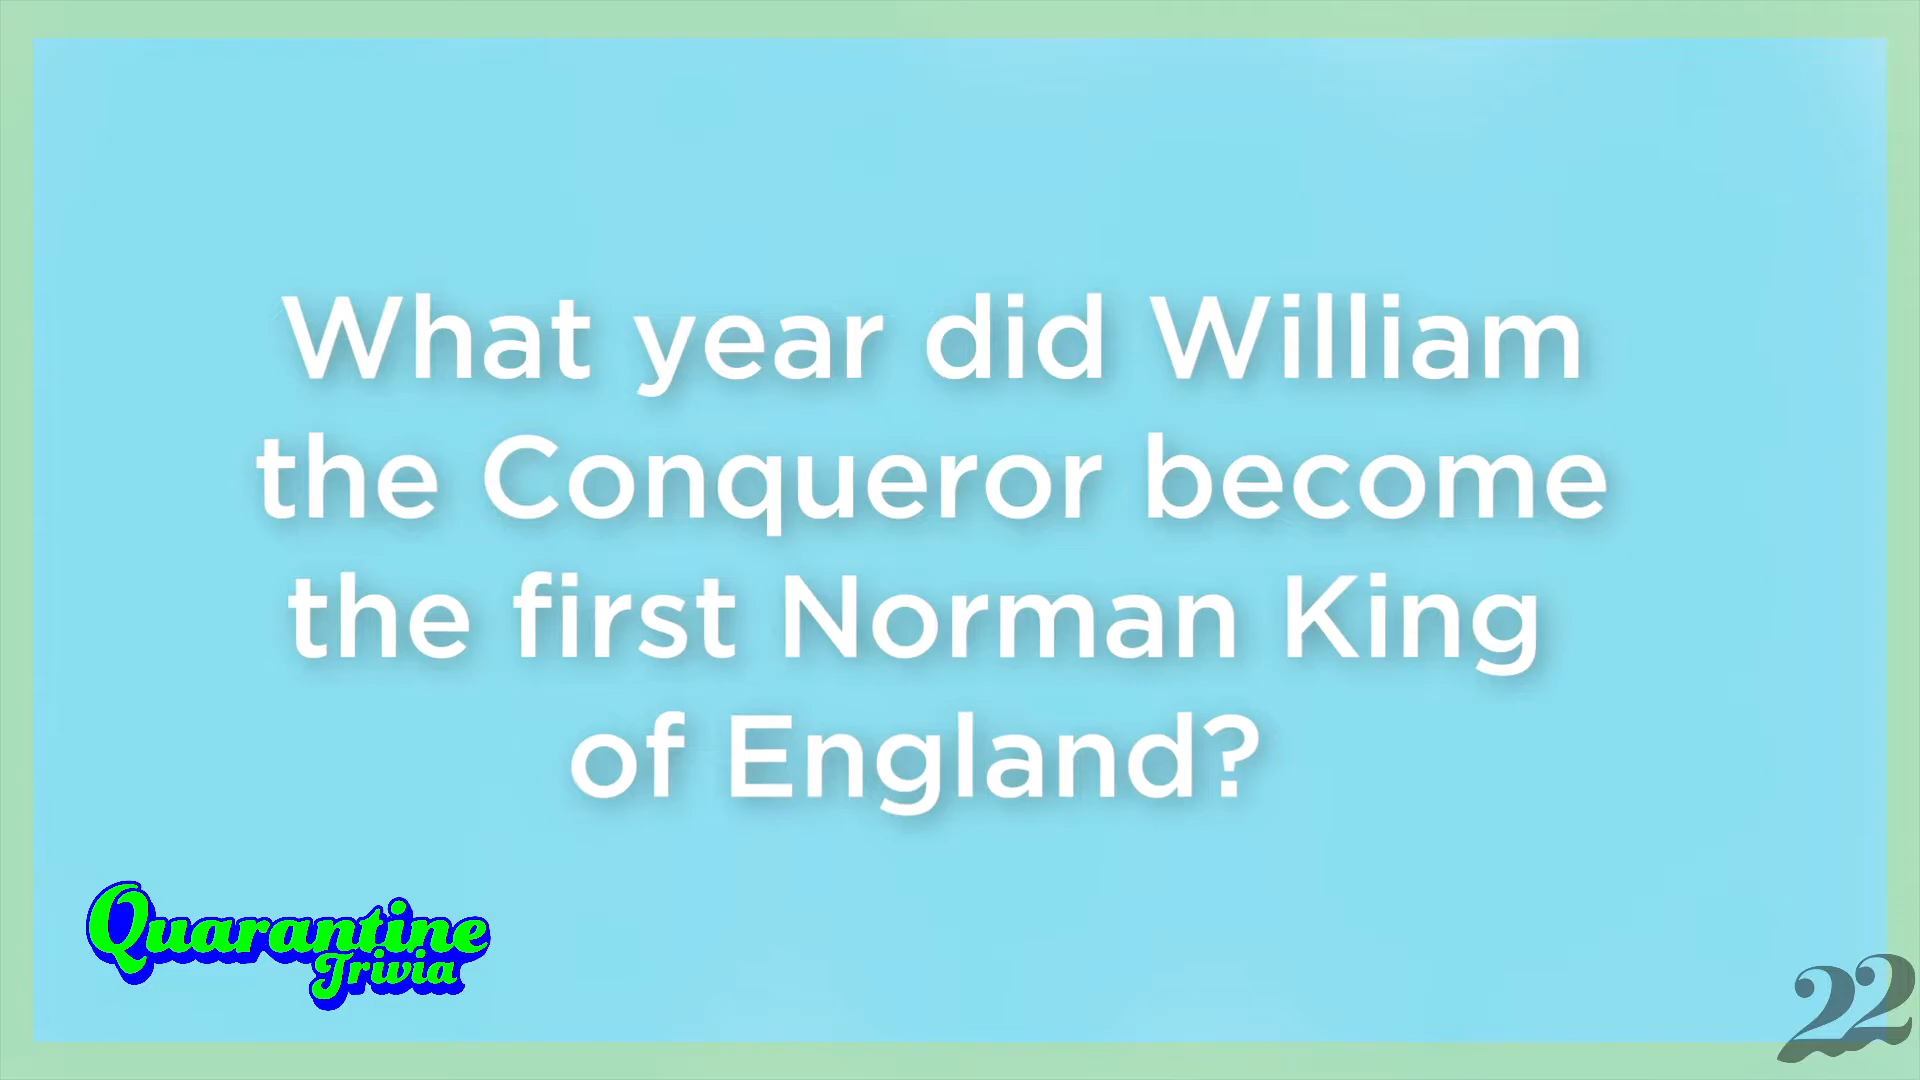 What year did William
the Conqueror become
the first Norman King
of England?
Quarantine
Trivia
22